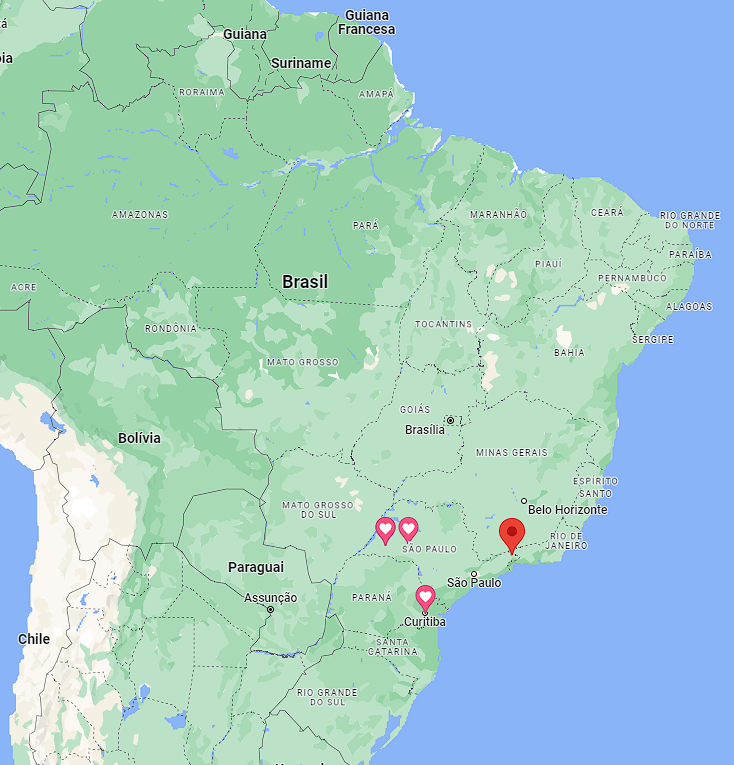 Guiana
Francesa
Guiana
Suriname
RORAIMA
AMAPÁ
AMAZONAS
PARÁ
MARANHÃO
CEARÁ
RIO GRANDE
DO NORTE
PARAÍBA
PIAUÍ
PERNAMBUCO
ACRE
Brasil
ALAGOAS
RONDÔNIA
TOCANTINS
SERGIPE
MATO GROSSO
BAHIA
GOIÁS
Brasília
Bolívia
MINAS GERAIS
ESPÍRITO
SANTO
MATO GROSSO
DO SUL
Belo Horizonte
RIO DE
JANEIRO
SÃO PAULO
Paraguai
São Paulo
Assunção
PARANÁ
Curitiba
Chile
SANTA
CATARINA
RIO GRANDE
DO SUL